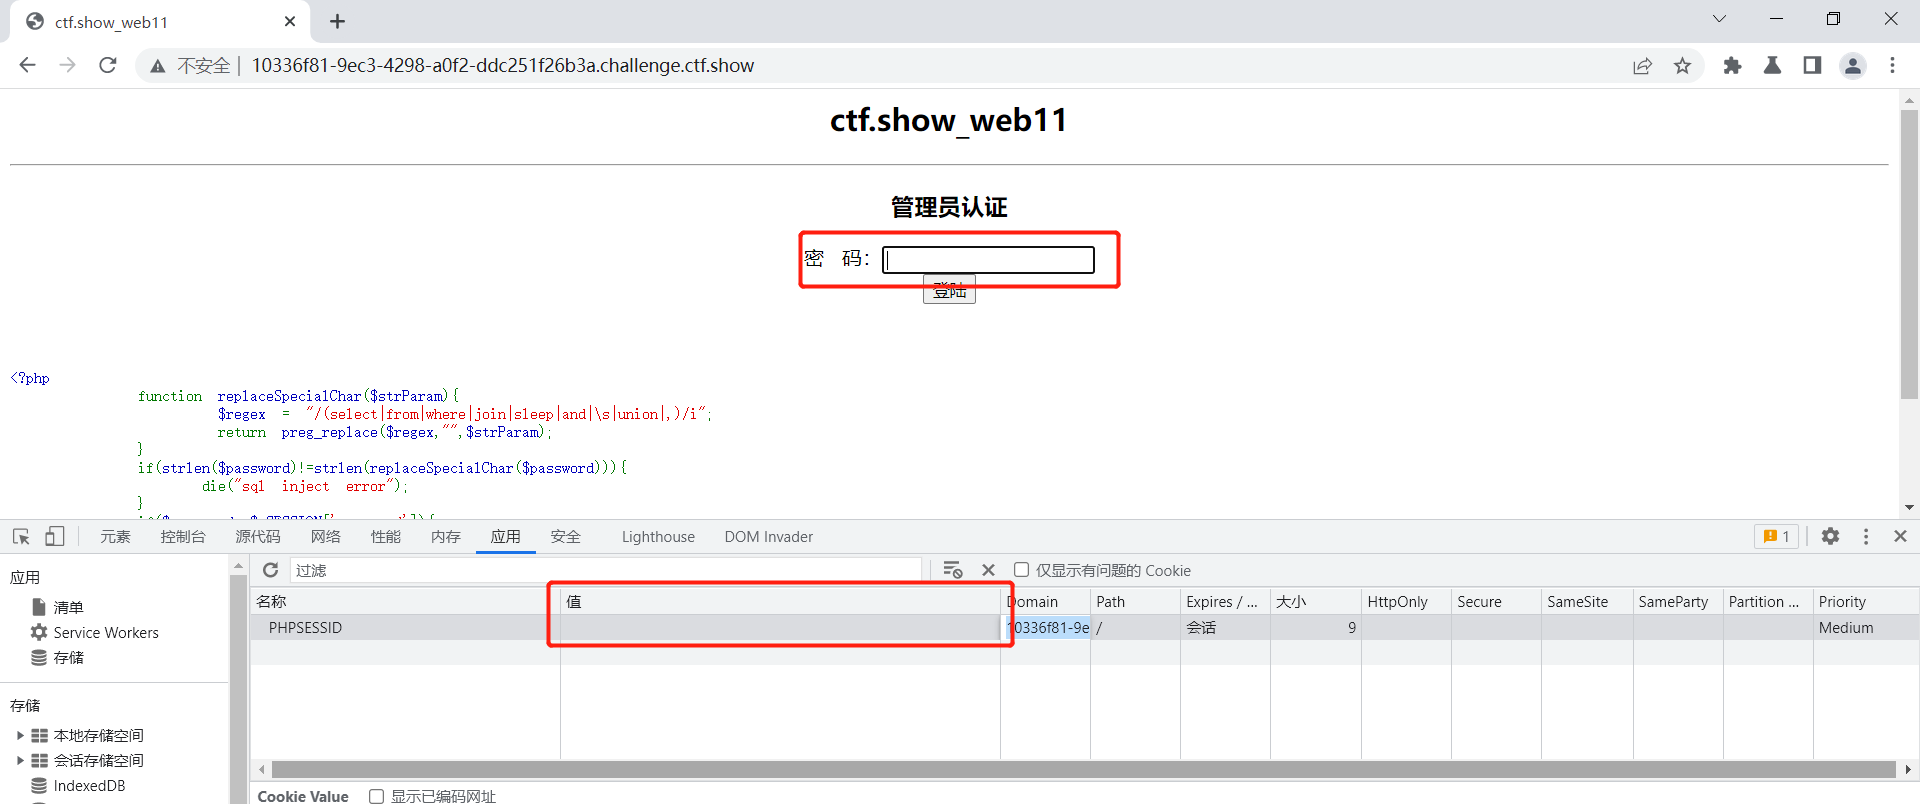 ctf.show_web11
不安全 | 10336f81-9ec3-4298-a0f2-ddc251f26b3a.challenge.ctf.show
ctf.show_web11
管理员认证
密 码：
登陆
<?php
function replaceSpecialChar($strParam){
$regex = "/(select|from|where|join|sleep|and|\s|union|,)/i";
return preg_replace($regex,"",$strParam);
}
if(strlen($password)!=strlen(replaceSpecialChar($password))){
die("sql inject error");
}
元素 控制台 源代码 网络 性能 内存 应用 安全 Lighthouse DOM Invader 1
应用
清单
Service Workers
存储
存储
本地存储空间
会话存储空间
IndexedDB
过滤 仅显示有问题的 Cookie
名称 值 Domain Path Expires / ... 大小 HttpOnly Secure SameSite SameParty Partition ... Priority
PHPSESSID 10336f81-9e / 会话 9 Medium
Cookie Value 显示已编码网址